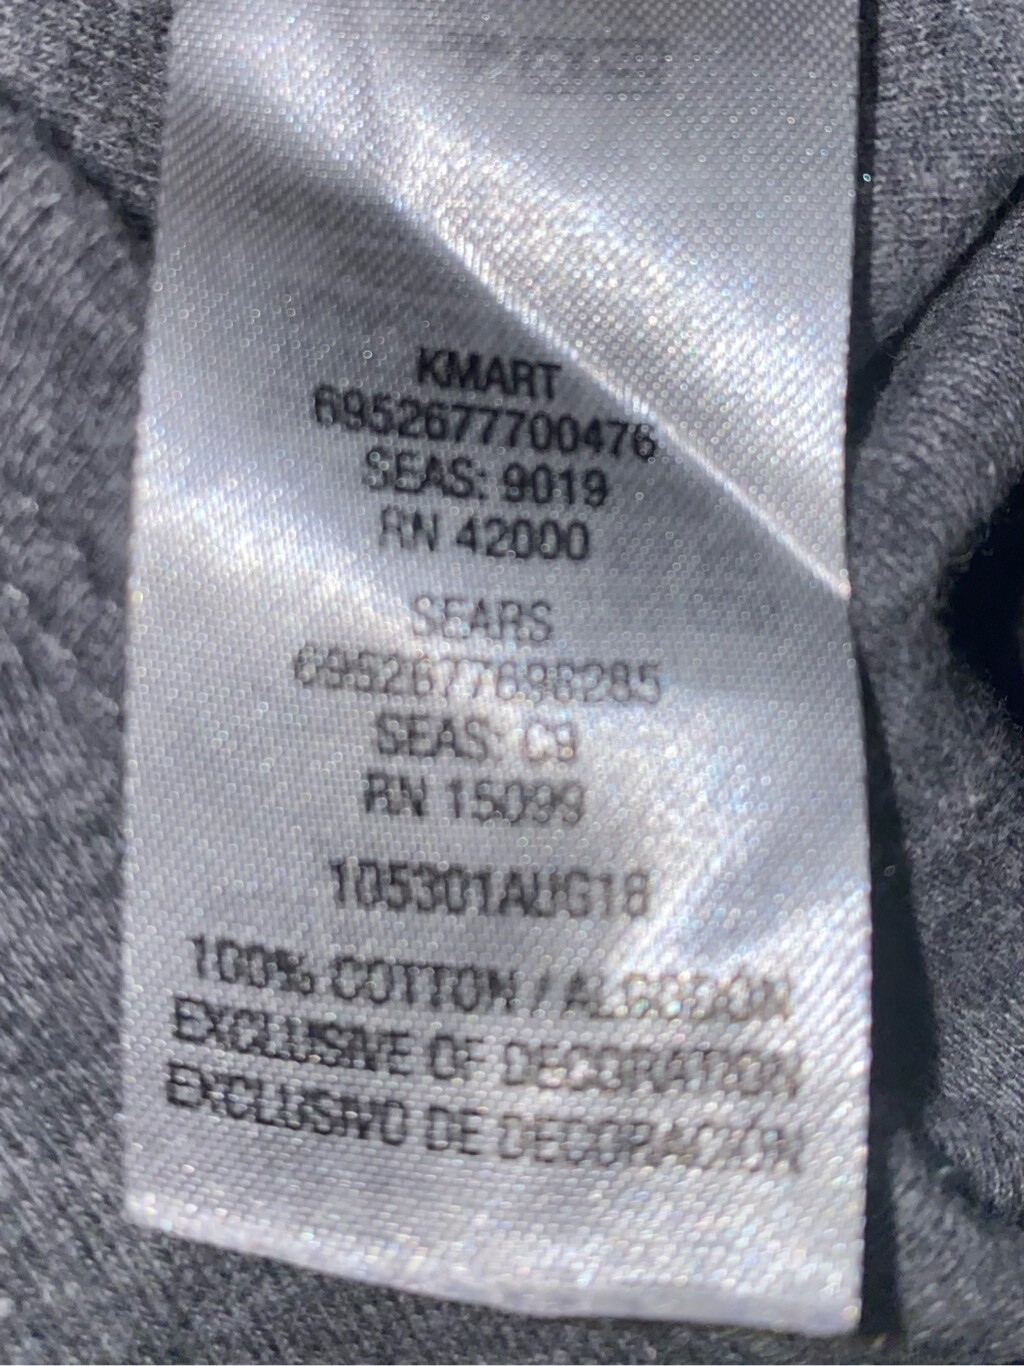 KMART
6952677700476
SEAS: 9019
RN 42000
SEARS
6952677698285
SEAS: C9
RN 15099
105301AUG18
100% COTTON / ALGODON
EXCLUSIVE OF DECORATION
EXCLUSIVO DE DECORACIÓN